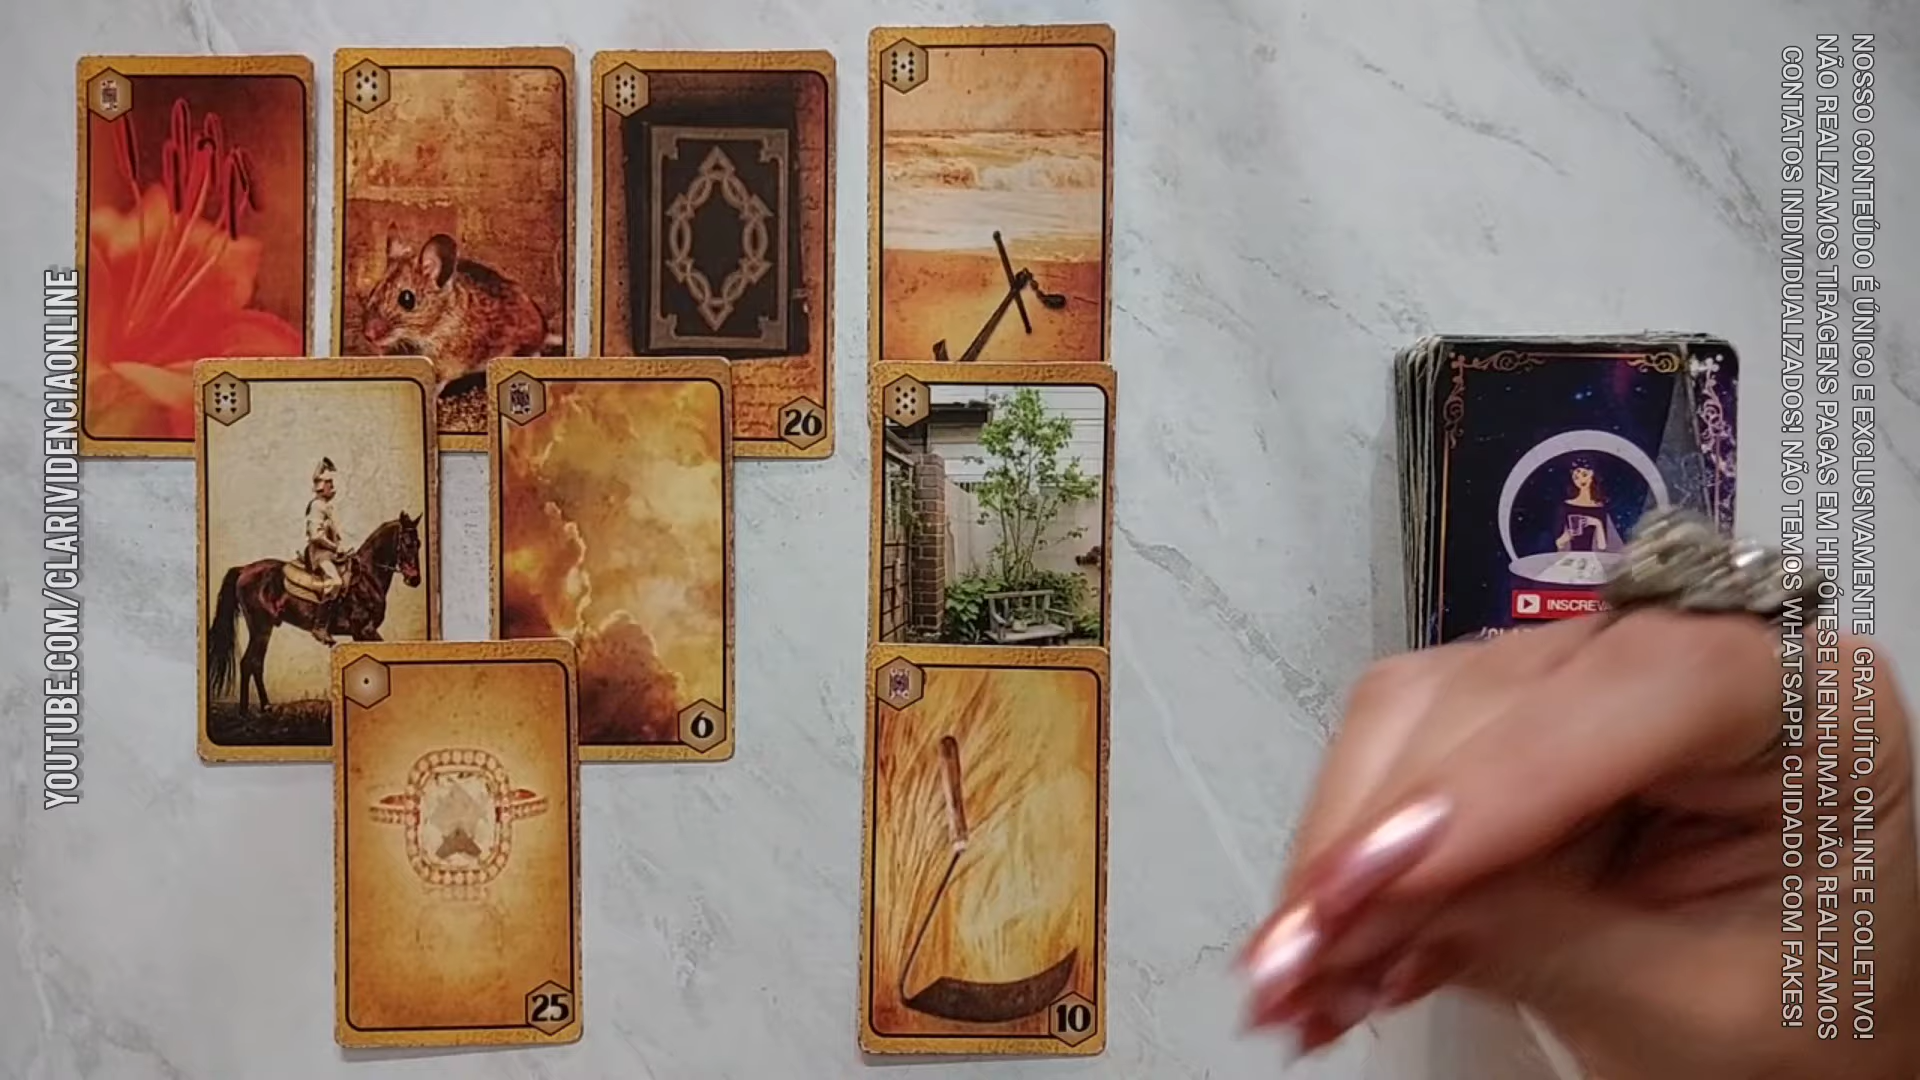 YOUTUBE.COM/CLARIVIDENCIAONLINE
26
6
25
10
INSCREVA
NOSSO CONTEÚDO É ÚNICO E EXCLUSIVAMENTE GRATUÍTO, ONLINE E COLETIVO!
NÃO REALIZAMOS TIRAGENS PAGAS EM HIPÓTESE NENHUMA! NÃO REALIZAMOS
CONTATOS INDIVIDUALIZADOS! NÃO TEMOS WHATSAPP! CUIDADO COM FAKES!